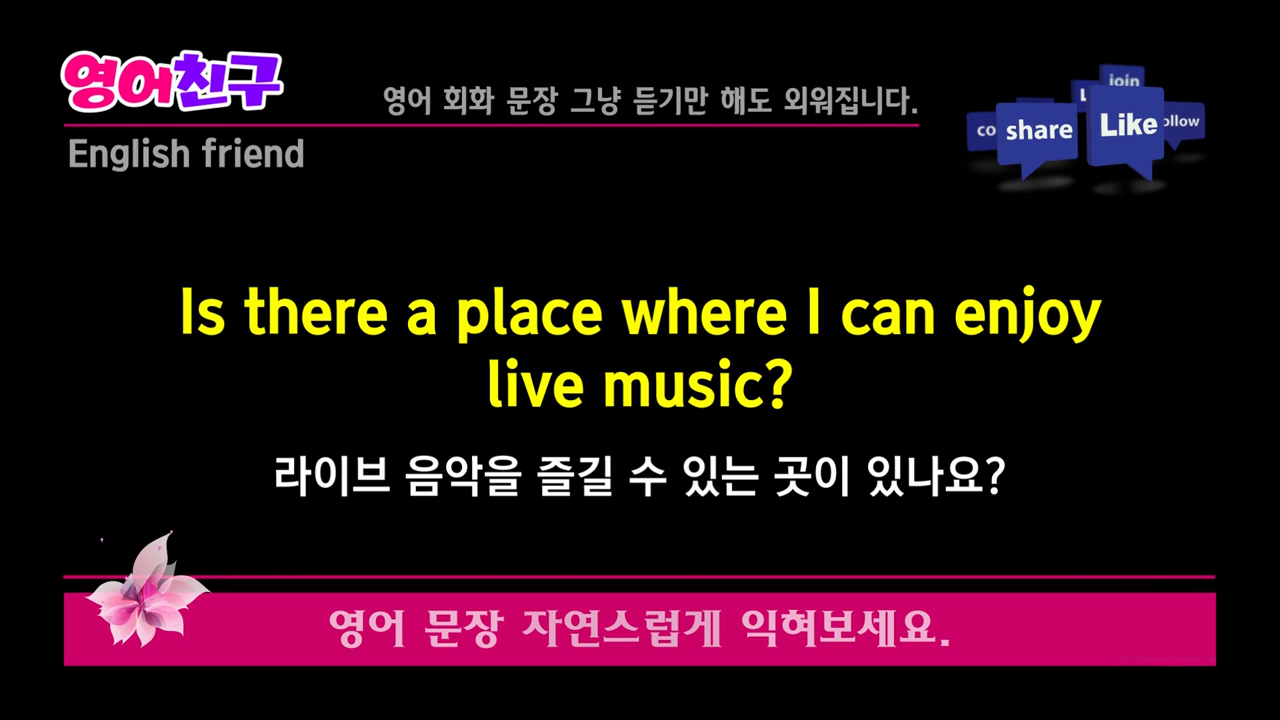 영어친구
영어 회화 문장 그냥 듣기만 해도 외워집니다.
English friend
join
share
Like
Is there a place where I can enjoy
live music?
라이브 음악을 즐길 수 있는 곳이 있나요?
영어 문장 자연스럽게 익혀보세요.